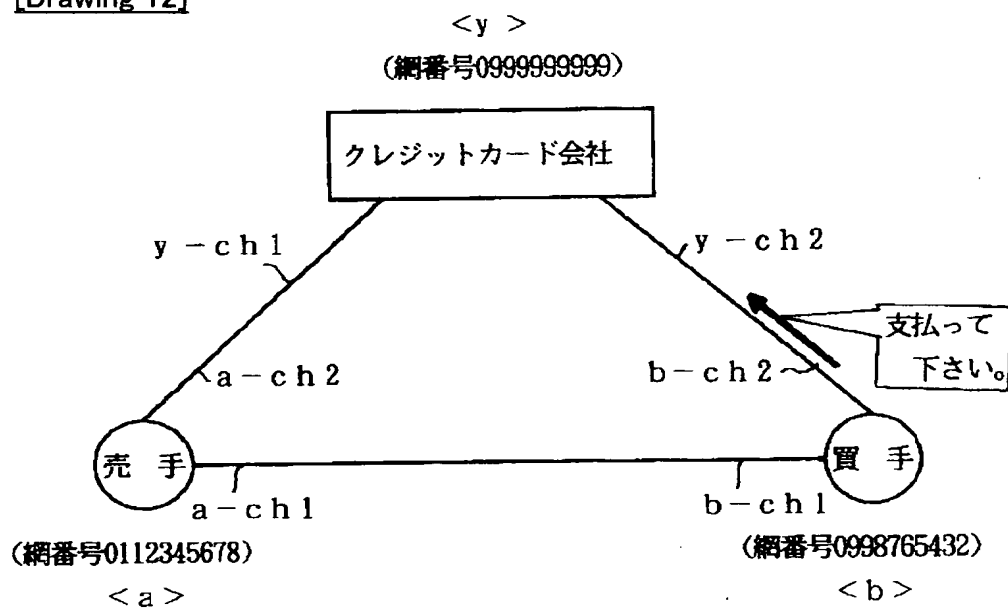 [Drawing 12]
<y >
(網番号0999999999)
クレジットカード会社
y -ch1
y -ch2
支払って
下さい。
a-ch2
b-ch2
売 手
買 手
a-ch1
b-ch1
(網番号0112345678)
(網番号0998765432)
<a>
<b>